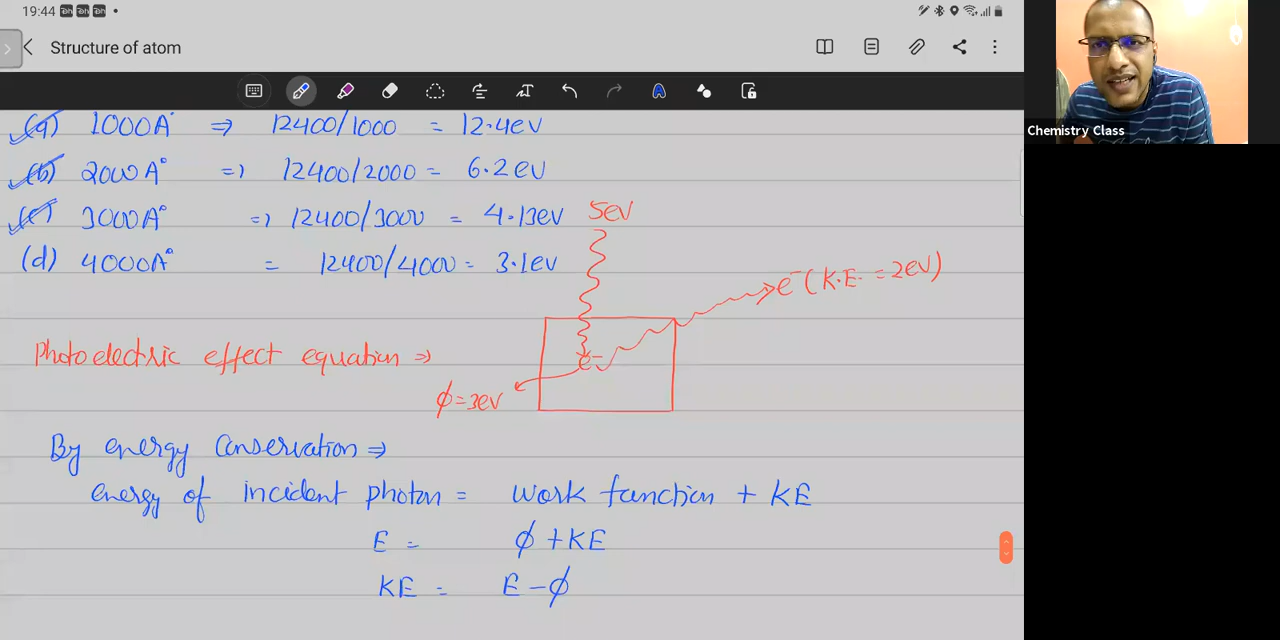 19:44
Structure of atom
(a) 1000A° ⇒ 12400/1000 = 12.4eV
(b) 2000A° => 12400/2000 = 6.2eV
(c) 3000A° => 12400/3000 = 4.13eV
5eV
(d) 4000A° = 12400/4000 = 3.1eV
e⁻(K.E. = 2eV)
Photoelectric effect equation ⇒
e⁻
ϕ=3eV
By energy Conservation ⇒
energy of incident photon = work function + KE
E = ϕ+KE
KE = E-ϕ
Chemistry Class